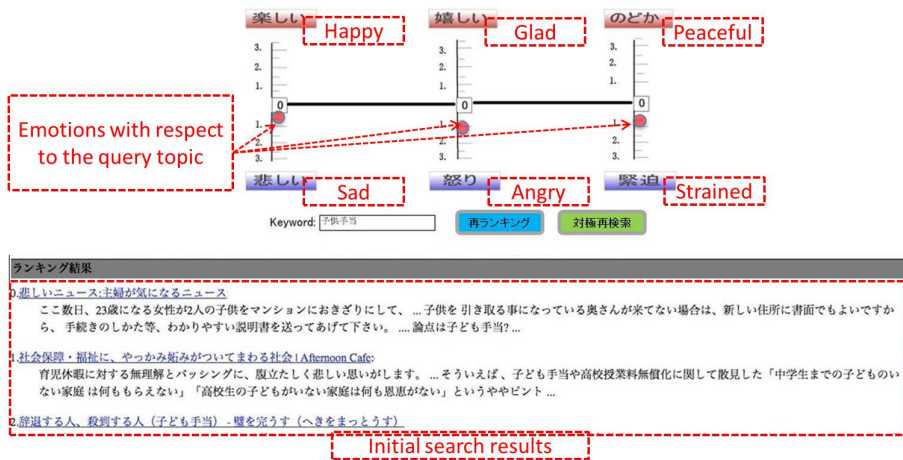 楽しい
Happy
嬉しい
Glad
のどか
Peaceful
3.
2.
1.
0
1.
2.
3.
3.
2.
1.
0
1.
2.
3.
3.
2.
1.
0
1.
2.
3.
Emotions with respect
to the query topic
悲しい
Sad
怒り
Angry
緊迫
Strained
Keyword: 子供手当
再ランキング
対極再検索
ランキング結果
0.悲しいニュース:主婦が気になるニュース
ここ数日、23歳になる女性が2人の子供をマンションにおきざりにして、 ... 子供を 引き取る事になっている奥さんが来てない場合は、新しい住所に書面でもよいですか
ら、 手続きのしかた等、わかりやすい説明書を送ってあげて下さい。 .... 論点は子ども手当? ...
1.社会保障・福祉に、やっかみ妬みがついてまわる社会 | Afternoon Cafe:
育児休暇に対する無理解とバッシングに、腹立たしく悲しい思いがします。 ... そういえば、子ども手当や高校授業料無償化に関して散見した「中学生までの子どものい
ない家庭 は何ももらえない」「高校生の子どもがいない家庭は何も恩恵がない」というややピント ...
2.辞退する人、殺到する人（子ども手当） - 璧を完うす（へきをまっとうす）
Initial search results